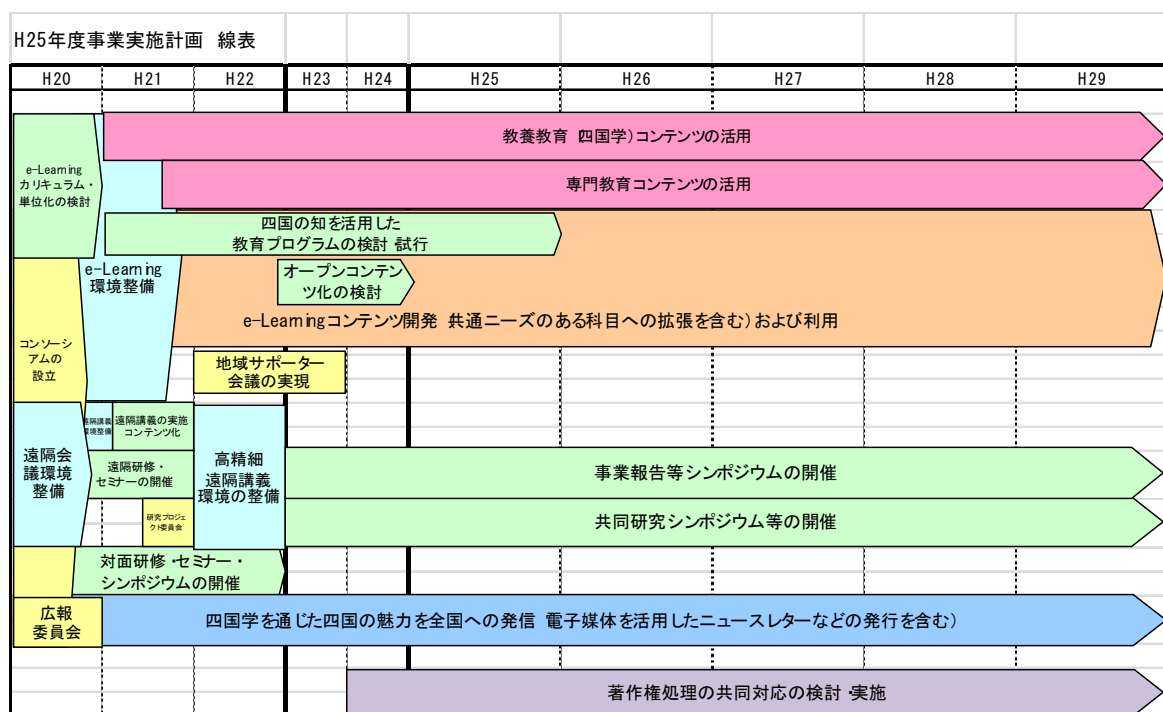 H25年度事業実施計画 線表
H20 H21 H22 H23 H24 H25 H26 H27 H28 H29
教養教育 四国学)コンテンツの活用
e-Learning
カリキュラム・
単位化の検討
専門教育コンテンツの活用
四国の知を活用した
教育プログラムの検討・試行
e-Learning
環境整備
オープンコンテン
ツ化の検討
e-Learningコンテンツ開発 共通ニーズのある科目への拡張を含む)および利用
コンソーシ
アムの
設立
地域サポーター
会議の実現
遠隔講義
環境整備
遠隔講義の実施
コンテンツ化
遠隔会
議環境
整備
高精細
遠隔講義
環境の整備
遠隔研修・
セミナーの開催
事業報告等シンポジウムの開催
研究プロジェ
クト委員会
共同研究シンポジウム等の開催
対面研修・セミナー・
シンポジウムの開催
広報
委員会
四国学を通じた四国の魅力を全国への発信 電子媒体を活用したニュースレターなどの発行を含む)
著作権処理の共同対応の検討・実施